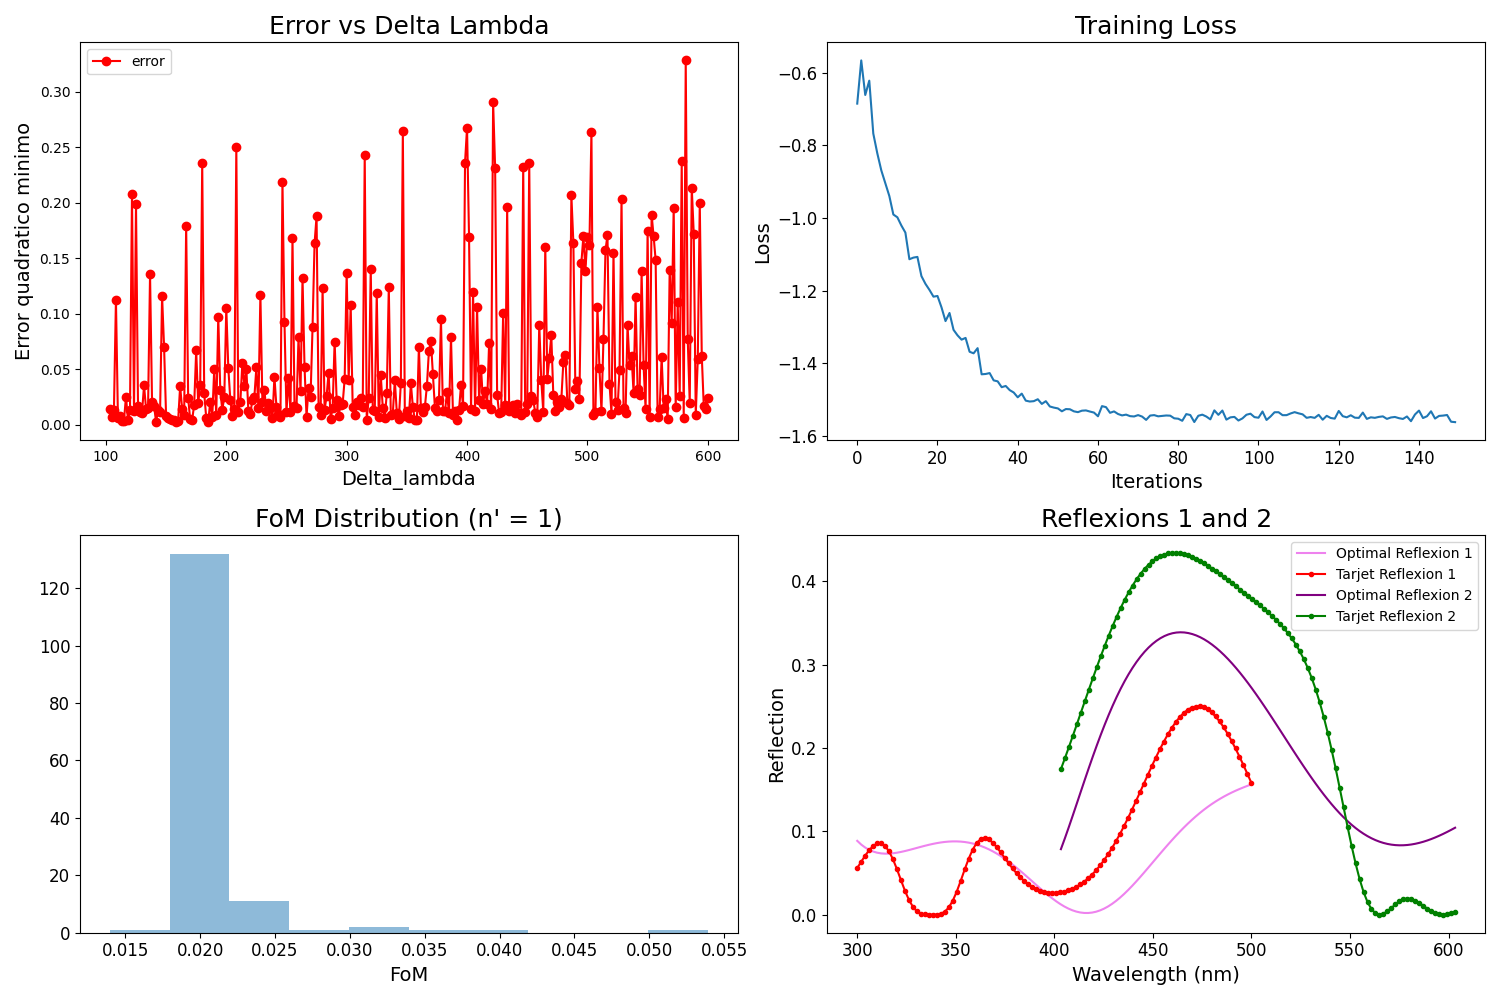 Error vs Delta Lambda
error
0.30
0.25
0.20
0.15
0.10
0.05
0.00
Error quadratico minimo
100 200 300 400 500 600
Delta_lambda
Training Loss
−0.6
−0.8
−1.0
−1.2
−1.4
−1.6
Loss
0 20 40 60 80 100 120 140
Iterations
FoM Distribution (n' = 1)
120
100
80
60
40
20
0
0.015 0.020 0.025 0.030 0.035 0.040 0.045 0.050 0.055
FoM
Reflexions 1 and 2
Optimal Reflexion 1
Tarjet Reflexion 1
Optimal Reflexion 2
Tarjet Reflexion 2
0.4
0.3
0.2
0.1
0.0
Reflection
300 350 400 450 500 550 600
Wavelength (nm)